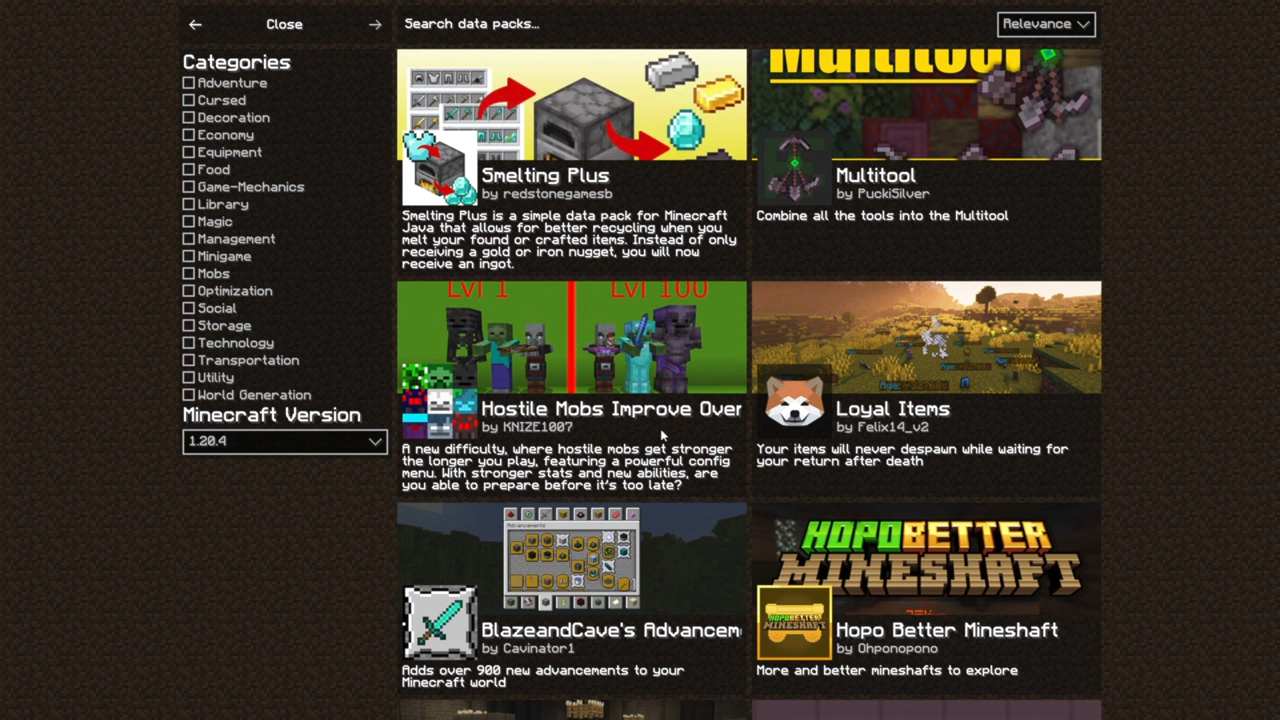 Close
Search data packs...
Relevance
Categories
Adventure
Cursed
Decoration
Economy
Equipment
Food
Game-Mechanics
Library
Magic
Management
Minigame
Mobs
Optimization
Social
Storage
Technology
Transportation
Utility
World Generation
Minecraft Version
1.20.4
Smelting Plus
by redstonegamesb
Smelting Plus is a simple data pack for Minecraft
Java that allows for better recycling when you
melt your found or crafted items. Instead of only
receiving a gold or iron nugget, you will now
receive an ingot.
Multitool
Multitool
by PuckiSilver
Combine all the tools into the Multitool
Lvl 1
Lvl 100
Hostile Mobs Improve Over
by KNIZE1007
A new difficulty, where hostile mobs get stronger
the longer you play, featuring a powerful config
menu. With stronger stats and new abilities, are
you able to prepare before it's too late?
Loyal Items
by Felix14_v2
Your items will never despawn while waiting for
your return after death
Advancements
BlazeandCave's Advancem
by Cavinator1
Adds over 900 new advancements to your
Minecraft world
HOPOBETTER
MINESHAFT
HOPOBETTER
MINESHAFT
Hopo Better Mineshaft
by Ohponopono
More and better mineshafts to explore